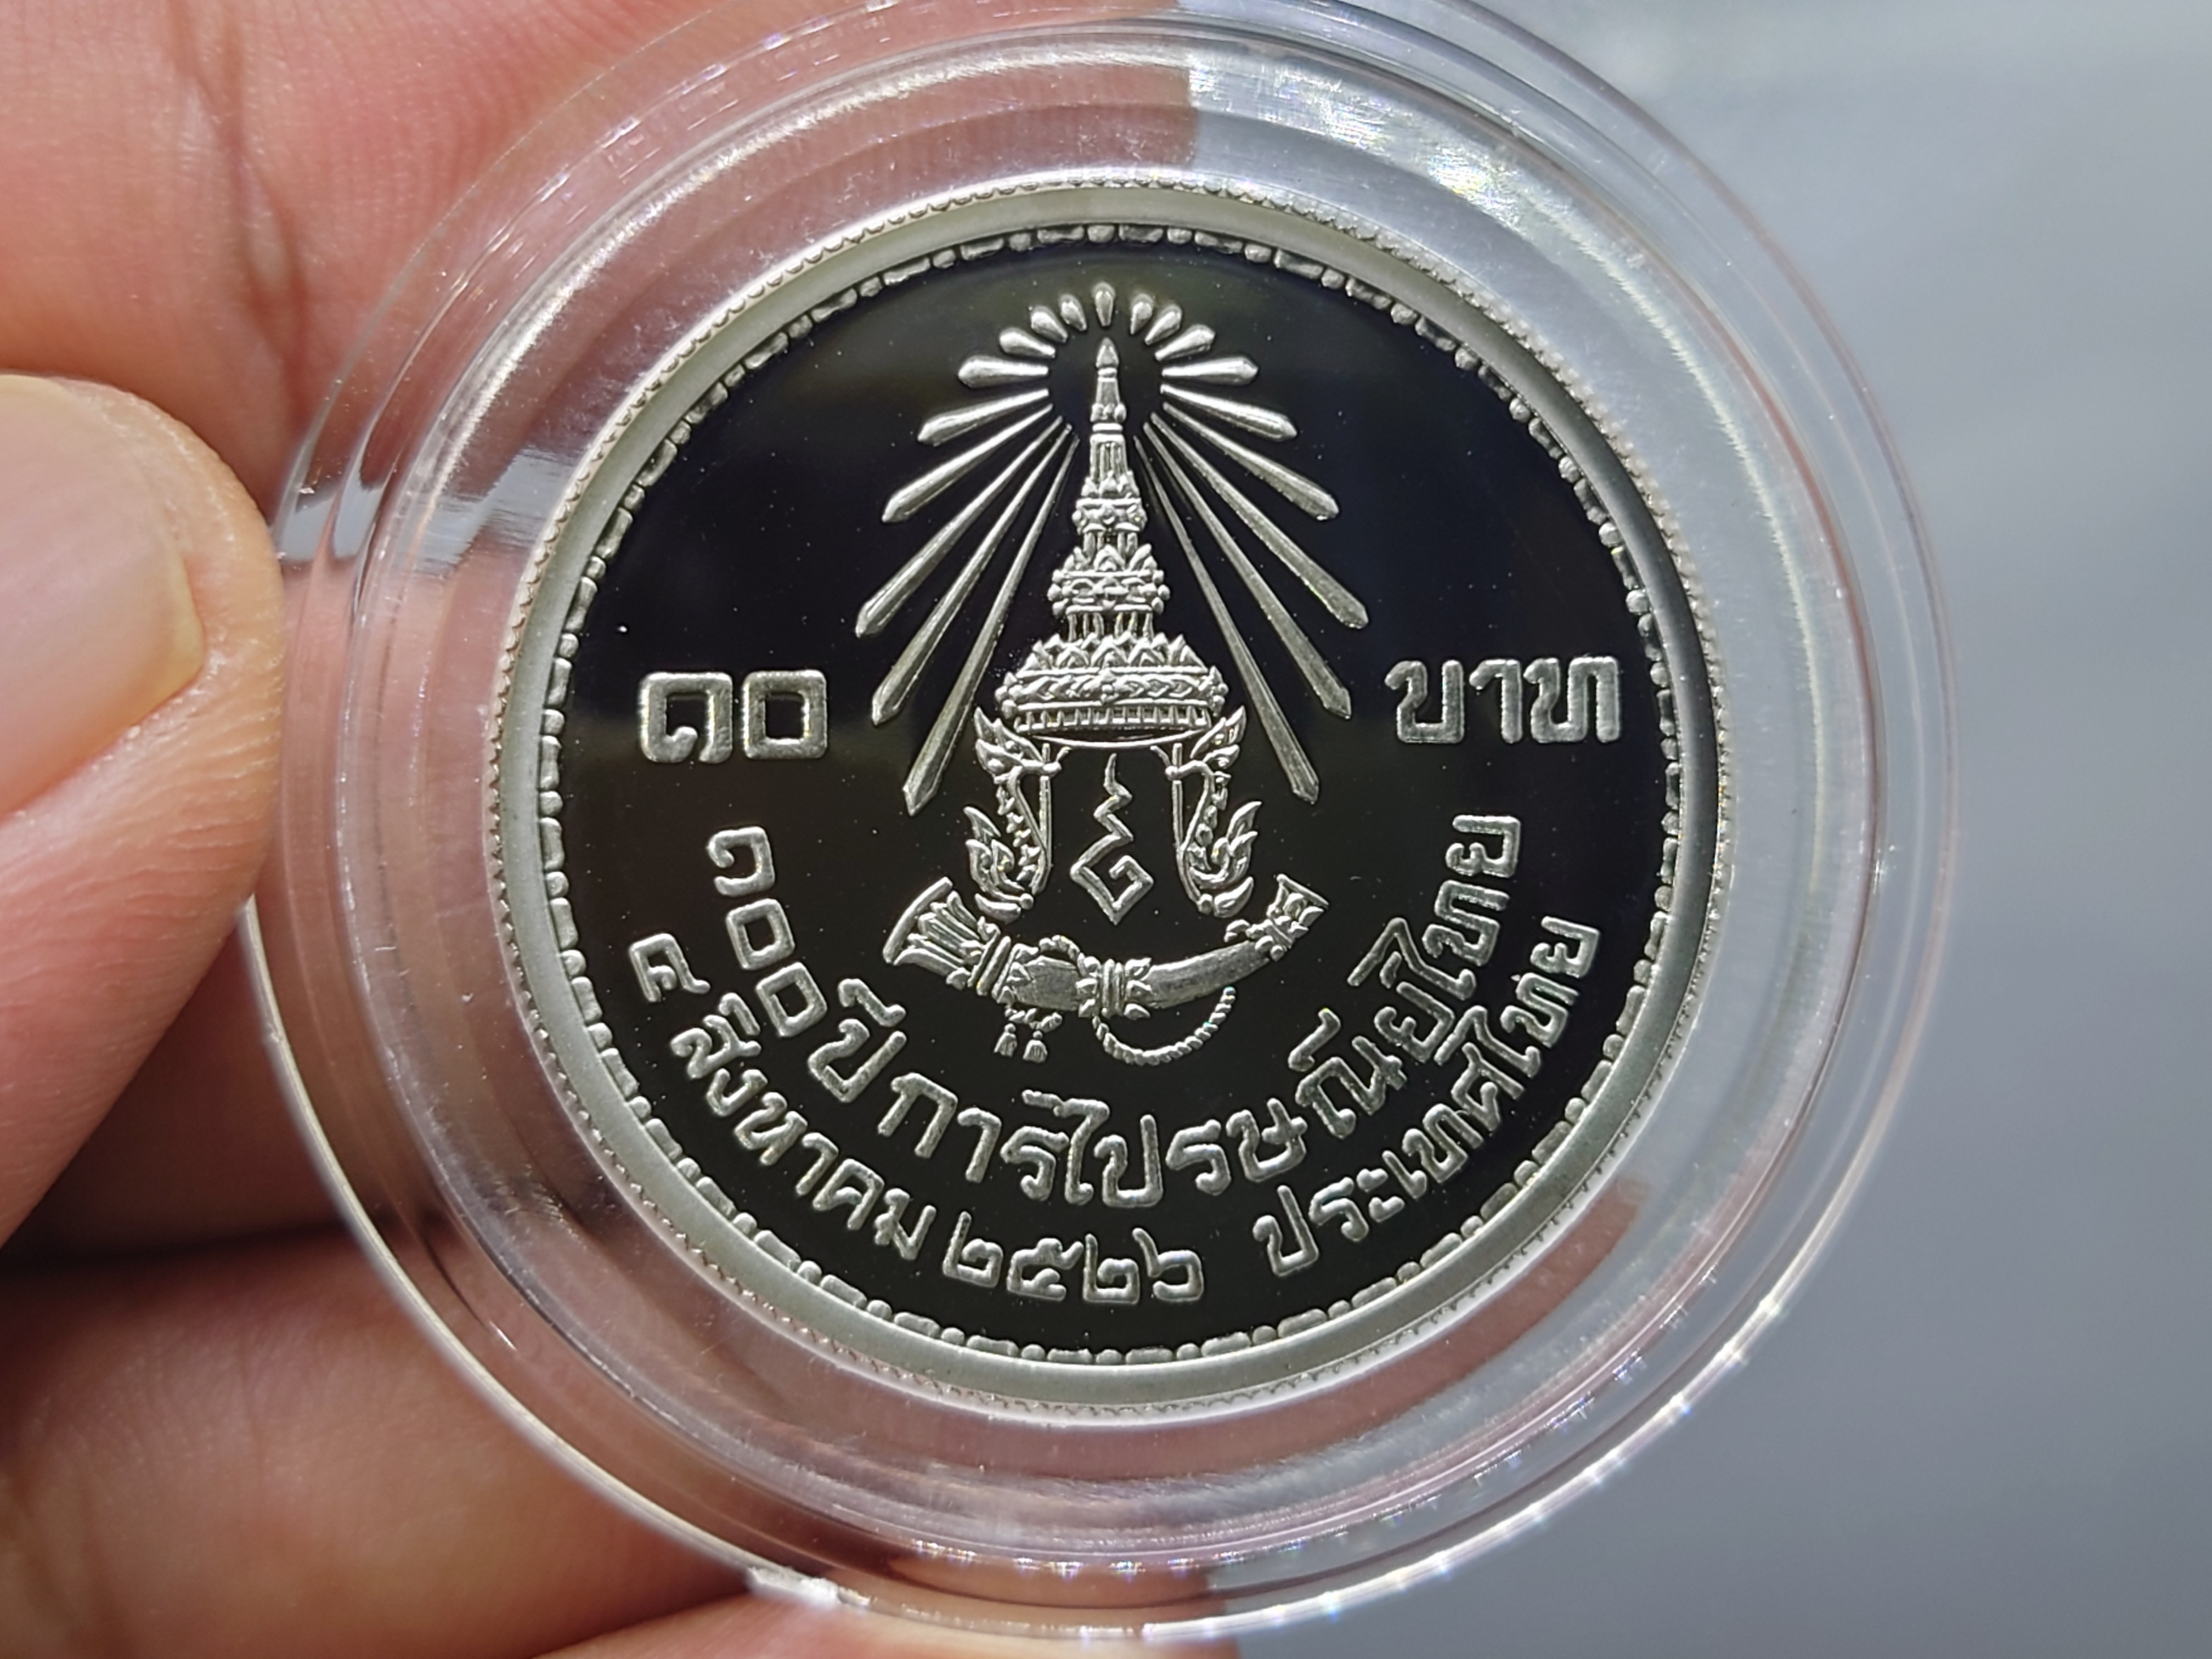 ๑๐ บาท
๑๐๐ ปี การไปรษณีย์ไทย
๔ สิงหาคม ๒๕๒๖ ประเทศไทย